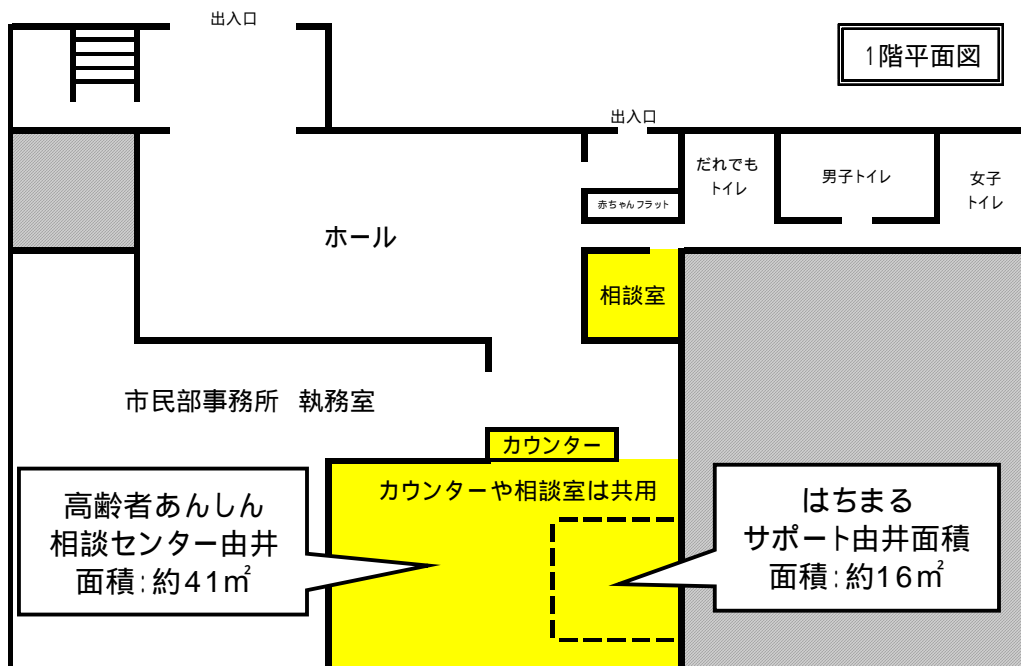 出入口
1階平面図
出入口
だれでも
トイレ
男子トイレ
女子
トイレ
赤ちゃんフラット
ホール
相談室
市民部事務所 執務室
カウンター
カウンターや相談室は共用
高齢者あんしん
相談センター由井
面積:約41㎡
はちまる
サポート由井面積
面積:約16㎡